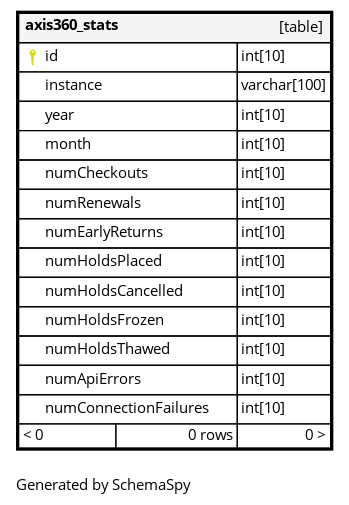 axis360_stats [table]
id int[10]
instance varchar[100]
year int[10]
month int[10]
numCheckouts int[10]
numRenewals int[10]
numEarlyReturns int[10]
numHoldsPlaced int[10]
numHoldsCancelled int[10]
numHoldsFrozen int[10]
numHoldsThawed int[10]
numApiErrors int[10]
numConnectionFailures int[10]
< 0 0 rows 0 >
Generated by SchemaSpy